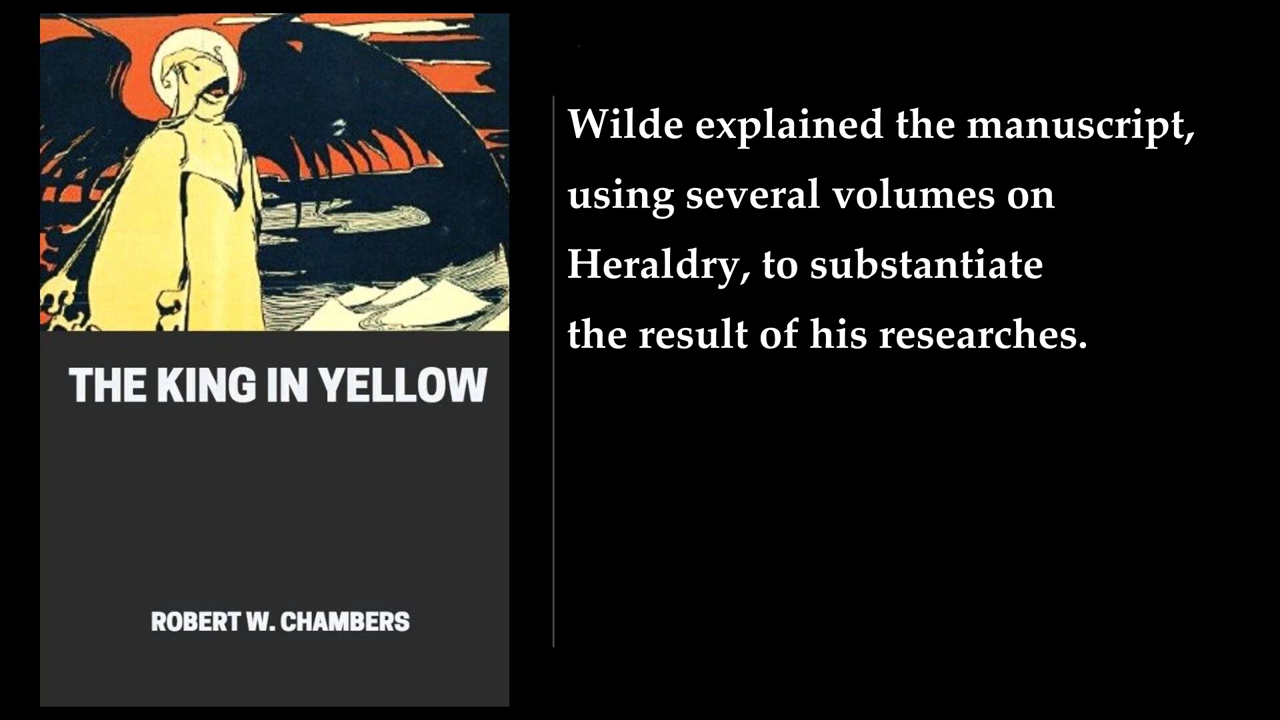 THE KING IN YELLOW
ROBERT W. CHAMBERS
Wilde explained the manuscript,
using several volumes on
Heraldry, to substantiate
the result of his researches.